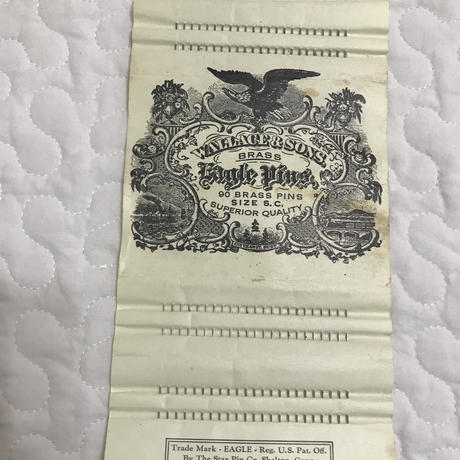 WALLACE & SONS.
BRASS
Eagle Pins,
90 BRASS PINS
SIZE S.C.
SUPERIOR QUALITY
Trade Mark - EAGLE - Reg. U.S. Pat. Off.
By The Star Pin Co. Shelton, Conn.